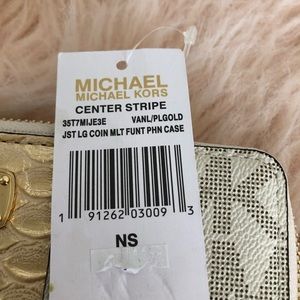 MICHAEL
MICHAEL KORS
CENTER STRIPE
35T7MIJE3E VANL/PLGOLD
JST LG COIN MLT FUNT PHN CASE
1 91262 03009 3
NS